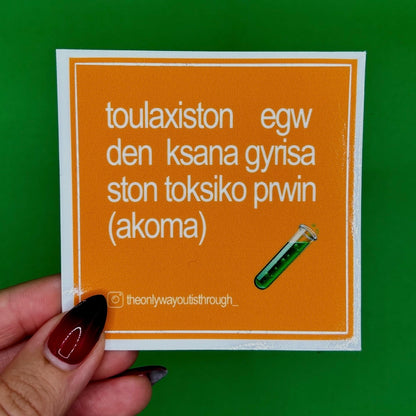 toulaxiston egw
den ksana gyrisa
ston toksiko prwin
(akoma)
theonlywayoutisthrough_